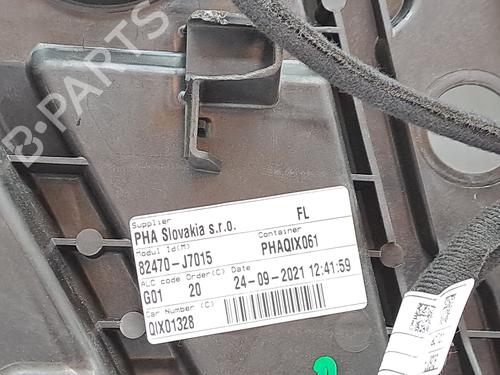 B-PARTS
Supplier
PHA Slovakia s.r.o. FL
Modul Id(M) Container
82470-J7015 PHAQIX061
ALC code Order(C) Date
G01 20 24-09-2021 12:41:59
Car Number (C)
QIX01328